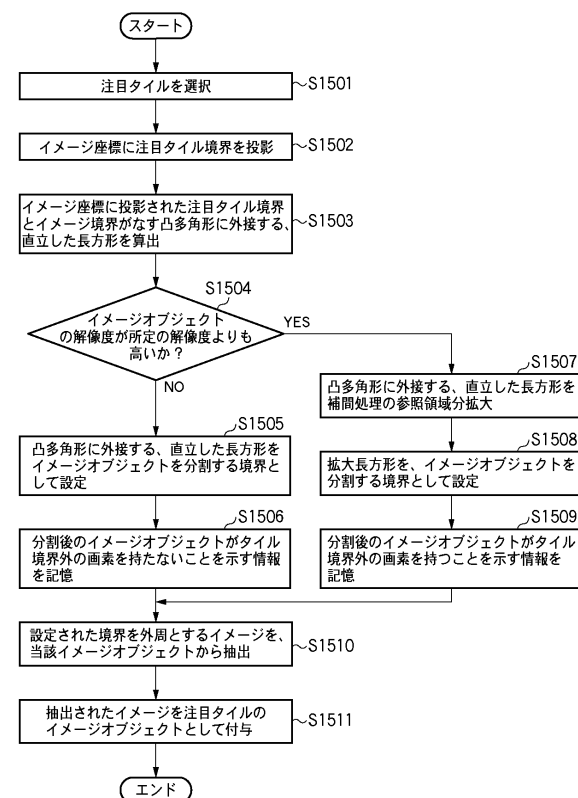 スタート
注目タイルを選択
S1501
イメージ座標に注目タイル境界を投影
S1502
イメージ座標に投影された注目タイル境界
とイメージ境界がなす凸多角形に外接する、
直立した長方形を算出
S1503
S1504
イメージオブジェクト
の解像度が所定の解像度よりも
高いか？
YES
NO
S1507
凸多角形に外接する、直立した長方形を
補間処理の参照領域分拡大
S1505
凸多角形に外接する、直立した長方形を
イメージオブジェクトを分割する境界と
して設定
S1508
拡大長方形を、イメージオブジェクトを
分割する境界として設定
S1506
分割後のイメージオブジェクトがタイル
境界外の画素を持たないことを示す情報
を記憶
S1509
分割後のイメージオブジェクトがタイル
境界外の画素を持つことを示す情報を
記憶
設定された境界を外周とするイメージを、
当該イメージオブジェクトから抽出
S1510
抽出されたイメージを注目タイルの
イメージオブジェクトとして付与
S1511
エンド